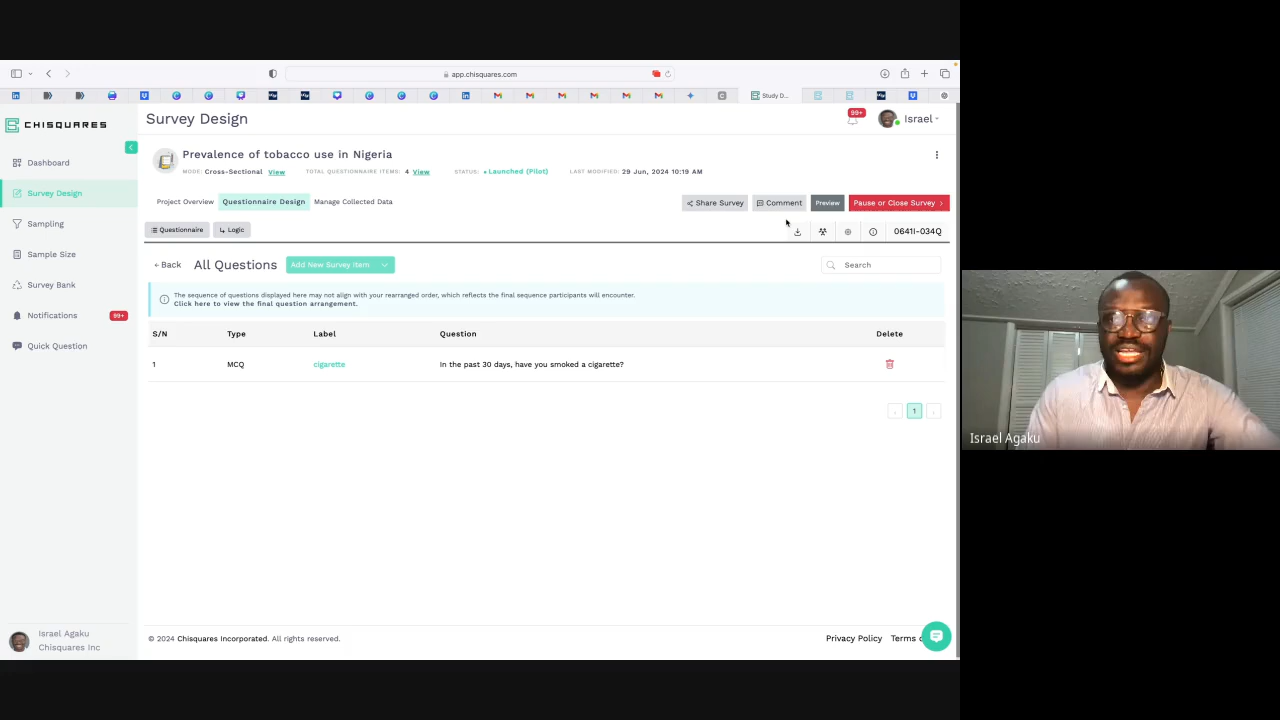 app.chisquares.com
Study D...
CHISQUARES
Survey Design
99+
Israel
Dashboard
Survey Design
Sampling
Sample Size
Survey Bank
Notifications
99+
Quick Question
Prevalence of tobacco use in Nigeria
MODE: Cross-Sectional View TOTAL QUESTIONNAIRE ITEMS: 4 View STATUS: • Launched (Pilot) LAST MODIFIED: 29 Jun, 2024 10:19 AM
Project Overview Questionnaire Design Manage Collected Data
Share Survey Comment Preview Pause or Close Survey >
Questionnaire Logic
0641I-034Q
Back All Questions Add New Survey Item Search
The sequence of questions displayed here may not align with your rearranged order, which reflects the final sequence participants will encounter.
Click here to view the final question arrangement.
S/N Type Label Question Delete
1 MCQ cigarette In the past 30 days, have you smoked a cigarette?
1
Israel Agaku
Chisquares Inc
© 2024 Chisquares Incorporated. All rights reserved.
Privacy Policy Terms
Israel Agaku